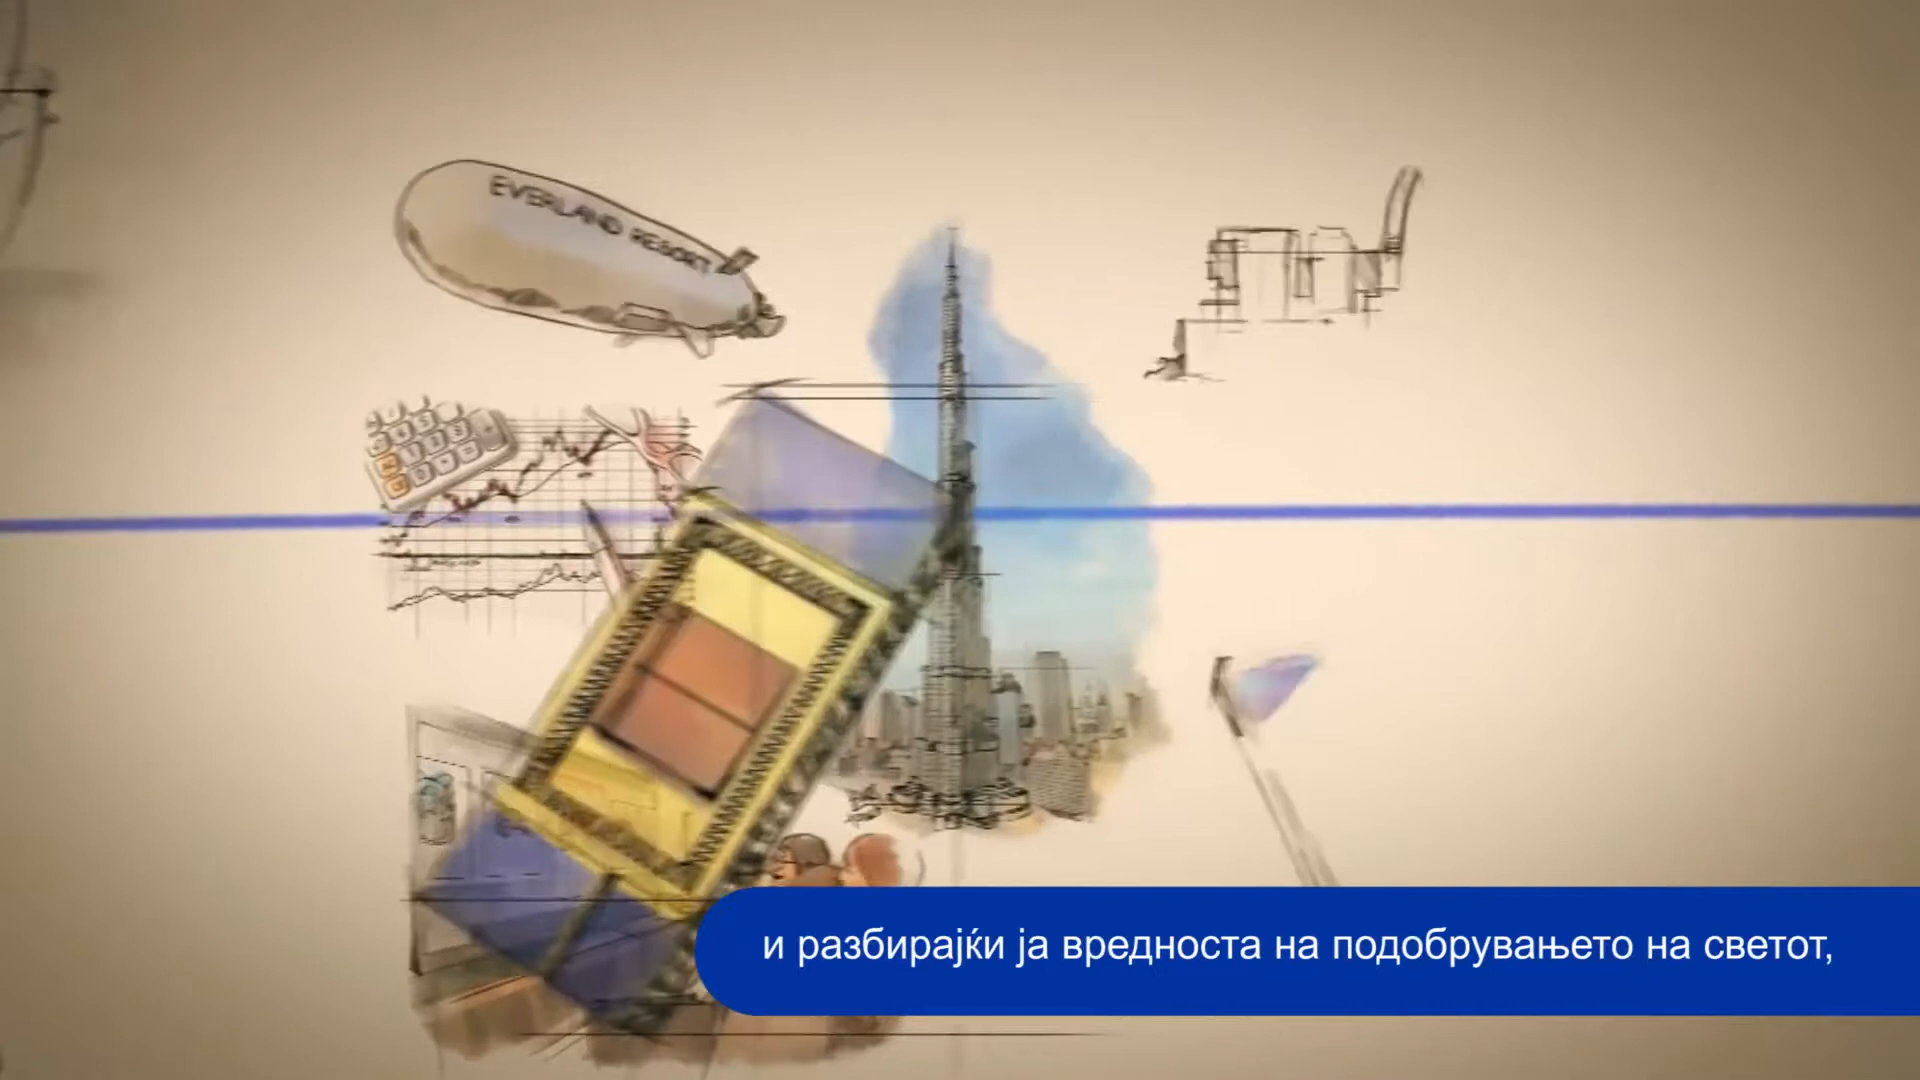 EVERLAND RESORT
и разбирајќи ја вредноста на подобрувањето на светот,